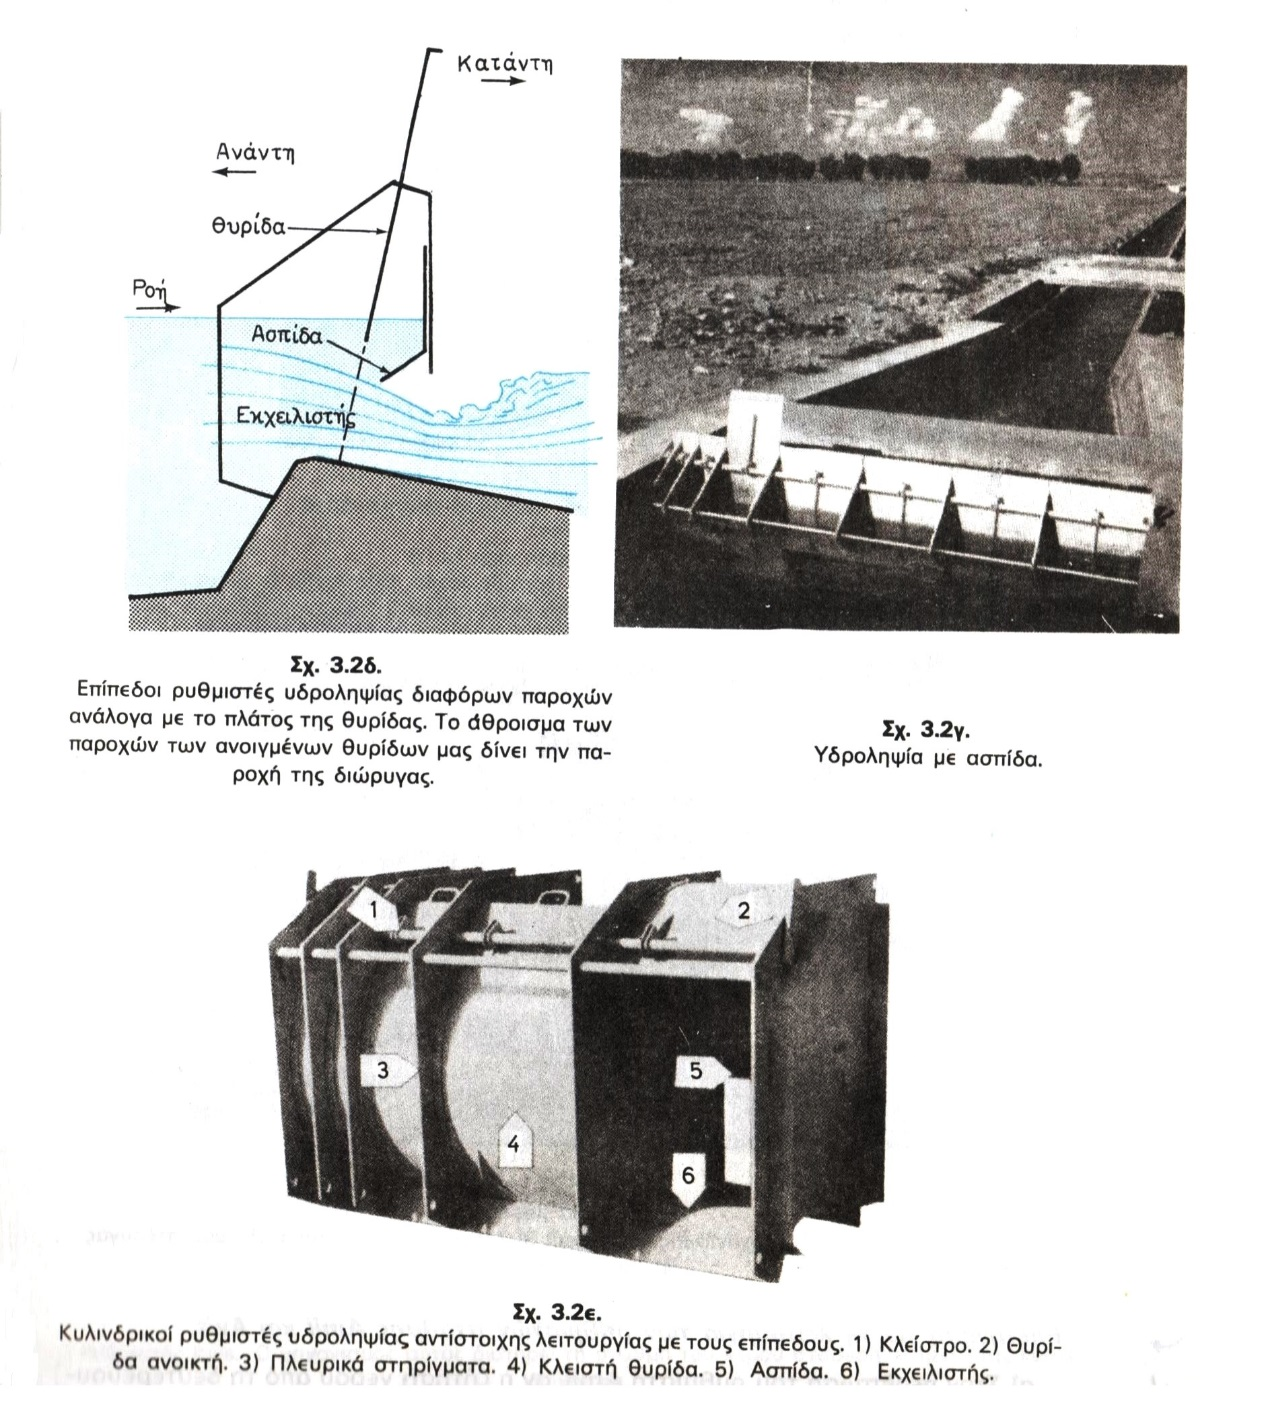 Κατάντη
Ανάντη
Θυρίδα
Ροή
Ασπίδα
Εκχειλιστής
Σχ. 3.2δ.
Επίπεδοι ρυθμιστές υδροληψίας διαφόρων παροχών
ανάλογα με το πλάτος της θυρίδας. Το άθροισμα των
παροχών των ανοιγμένων θυρίδων μας δίνει την πα-
ροχή της διώρυγας.
Σχ. 3.2γ.
Υδροληψία με ασπίδα.
1
2
3
4
5
6
Σχ. 3.2ε.
Κυλινδρικοί ρυθμιστές υδροληψίας αντίστοιχης λειτουργίας με τους επίπεδους. 1) Κλείστρο. 2) Θυρί-
δα ανοικτή. 3) Πλευρικά στηρίγματα. 4) Κλειστή θυρίδα. 5) Ασπίδα. 6) Εκχειλιστής.